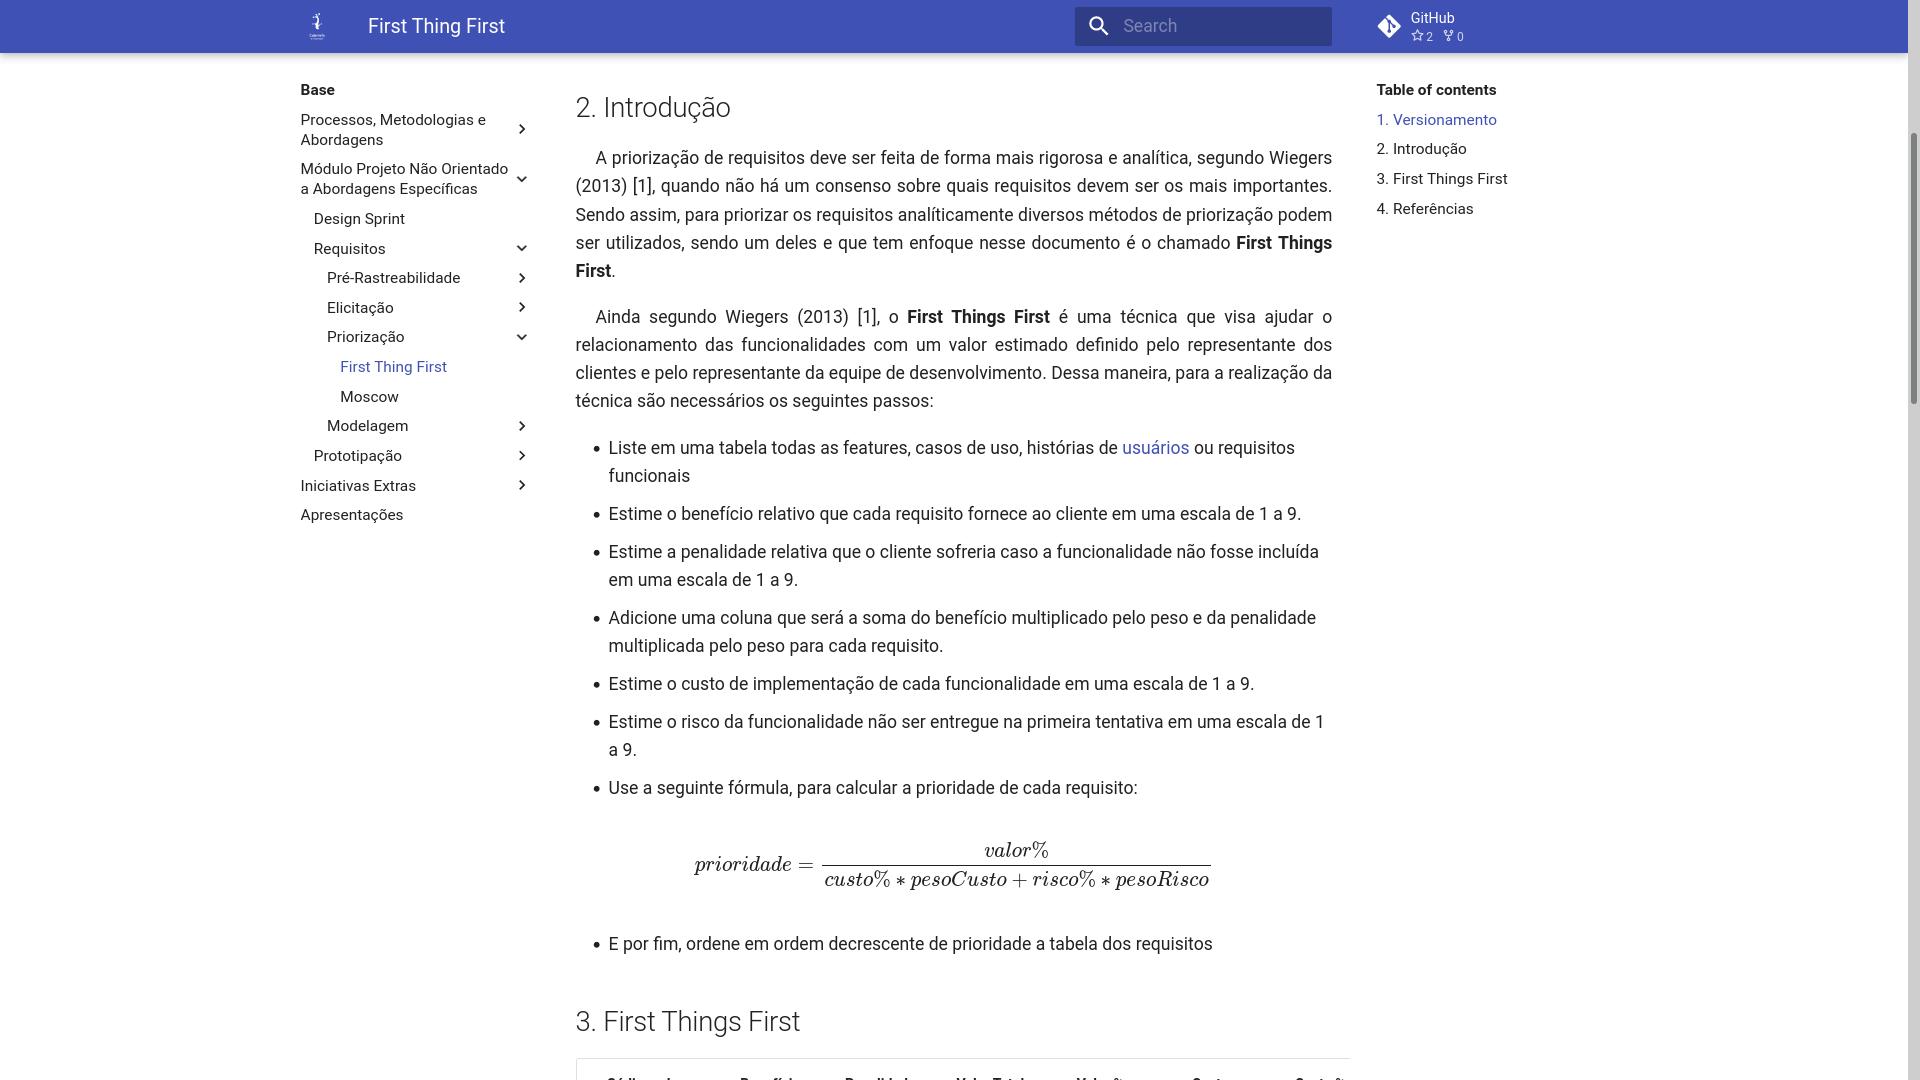 First Thing First
Search
GitHub
2 0
Base
Processos, Metodologias e
Abordagens
Módulo Projeto Não Orientado
a Abordagens Específicas
Design Sprint
Requisitos
Pré-Rastreabilidade
Elicitação
Priorização
First Thing First
Moscow
Modelagem
Prototipação
Iniciativas Extras
Apresentações
2. Introdução
A priorização de requisitos deve ser feita de forma mais rigorosa e analítica, segundo Wiegers
(2013) [1], quando não há um consenso sobre quais requisitos devem ser os mais importantes.
Sendo assim, para priorizar os requisitos analíticamente diversos métodos de priorização podem
ser utilizados, sendo um deles e que tem enfoque nesse documento é o chamado First Things
First.
Ainda segundo Wiegers (2013) [1], o First Things First é uma técnica que visa ajudar o
relacionamento das funcionalidades com um valor estimado definido pelo representante dos
clientes e pelo representante da equipe de desenvolvimento. Dessa maneira, para a realização da
técnica são necessários os seguintes passos:
• Liste em uma tabela todas as features, casos de uso, histórias de usuários ou requisitos
funcionais
• Estime o benefício relativo que cada requisito fornece ao cliente em uma escala de 1 a 9.
• Estime a penalidade relativa que o cliente sofreria caso a funcionalidade não fosse incluída
em uma escala de 1 a 9.
• Adicione uma coluna que será a soma do benefício multiplicado pelo peso e da penalidade
multiplicada pelo peso para cada requisito.
• Estime o custo de implementação de cada funcionalidade em uma escala de 1 a 9.
• Estime o risco da funcionalidade não ser entregue na primeira tentativa em uma escala de 1
a 9.
• Use a seguinte fórmula, para calcular a prioridade de cada requisito:
valor%
prioridade =
custo% * pesoCusto + risco% * pesoRisco
• E por fim, ordene em ordem decrescente de prioridade a tabela dos requisitos
3. First Things First
Table of contents
1. Versionamento
2. Introdução
3. First Things First
4. Referências